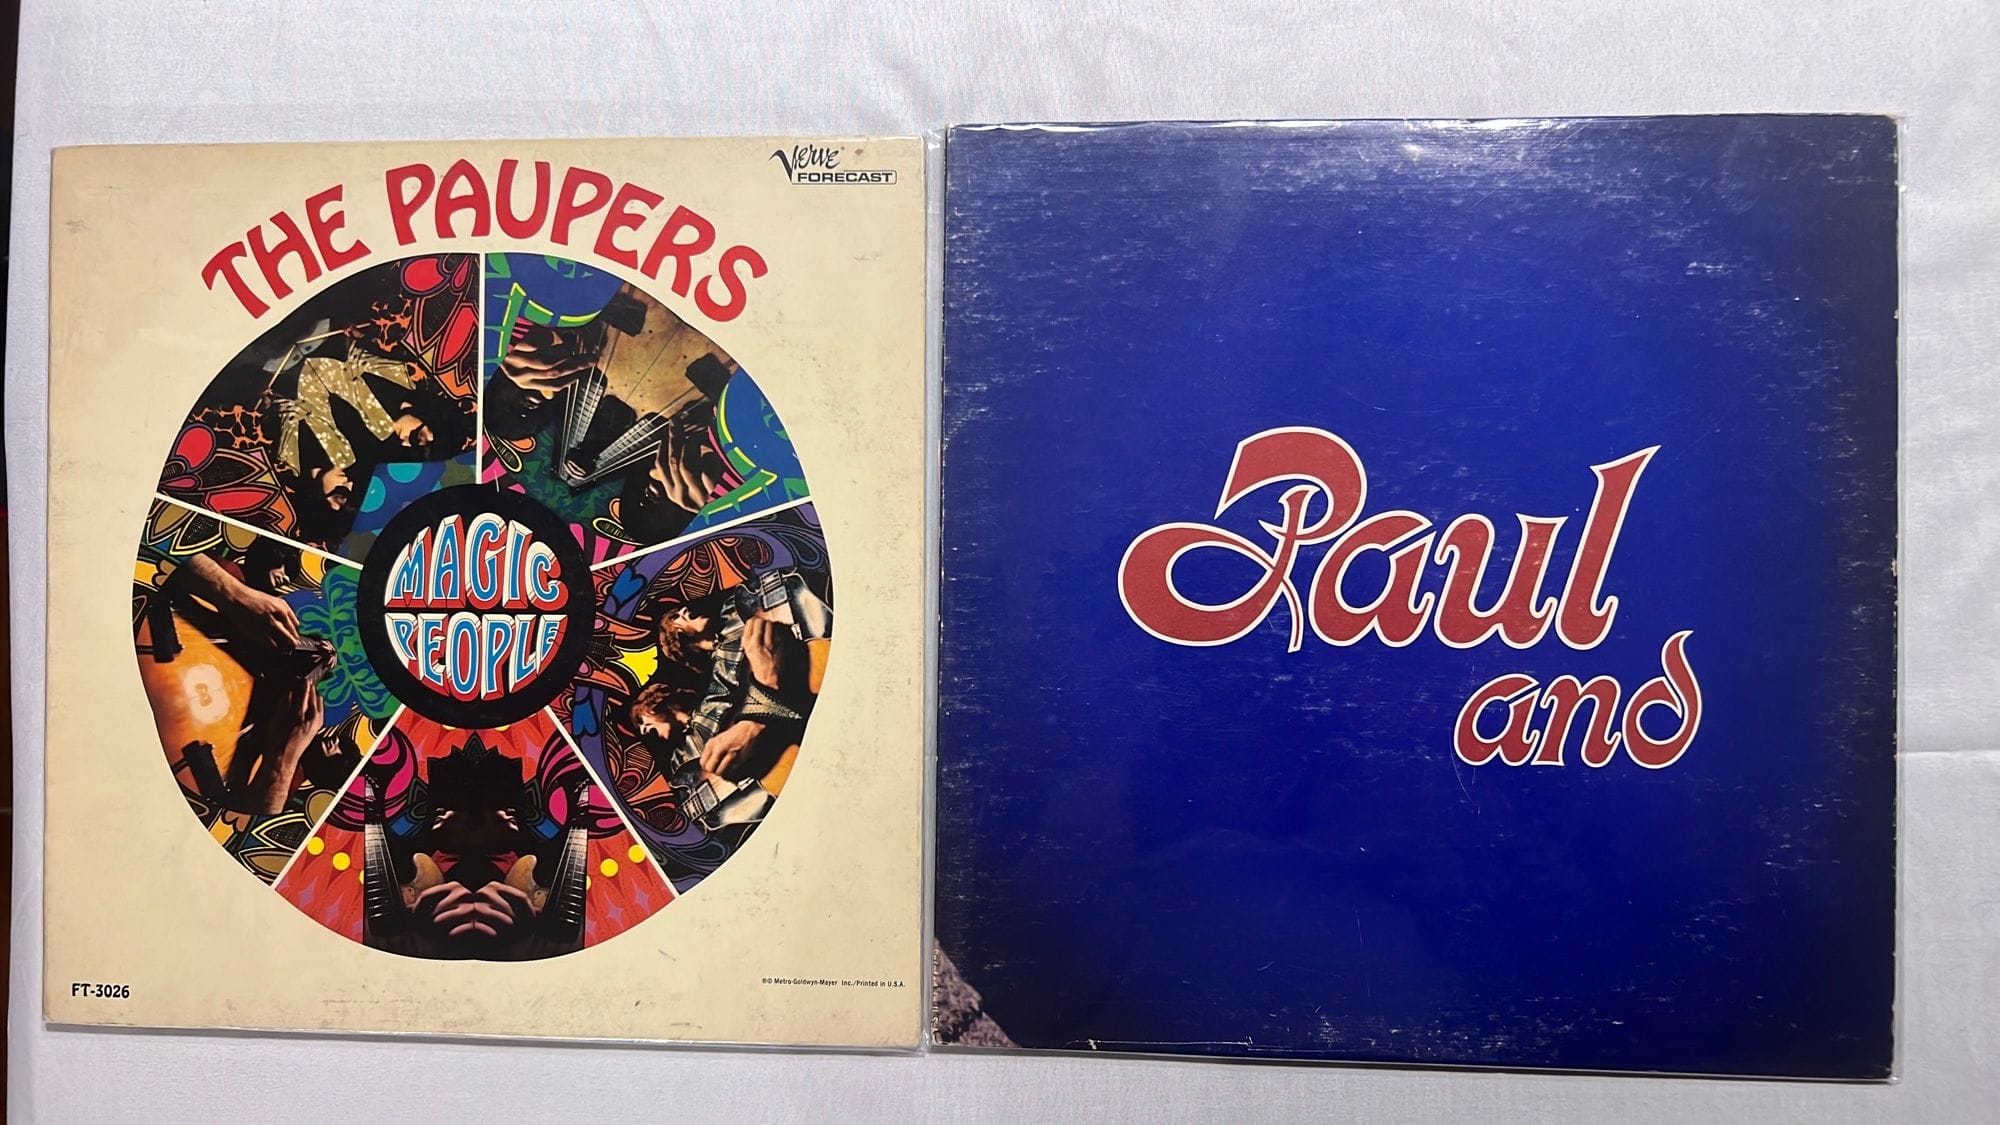 THE PAUPERS
Verve
FORECAST
MAGIC
PEOPLE
FT-3026
℗© Metro-Goldwyn-Mayer Inc./Printed in U.S.A.
Paul
and